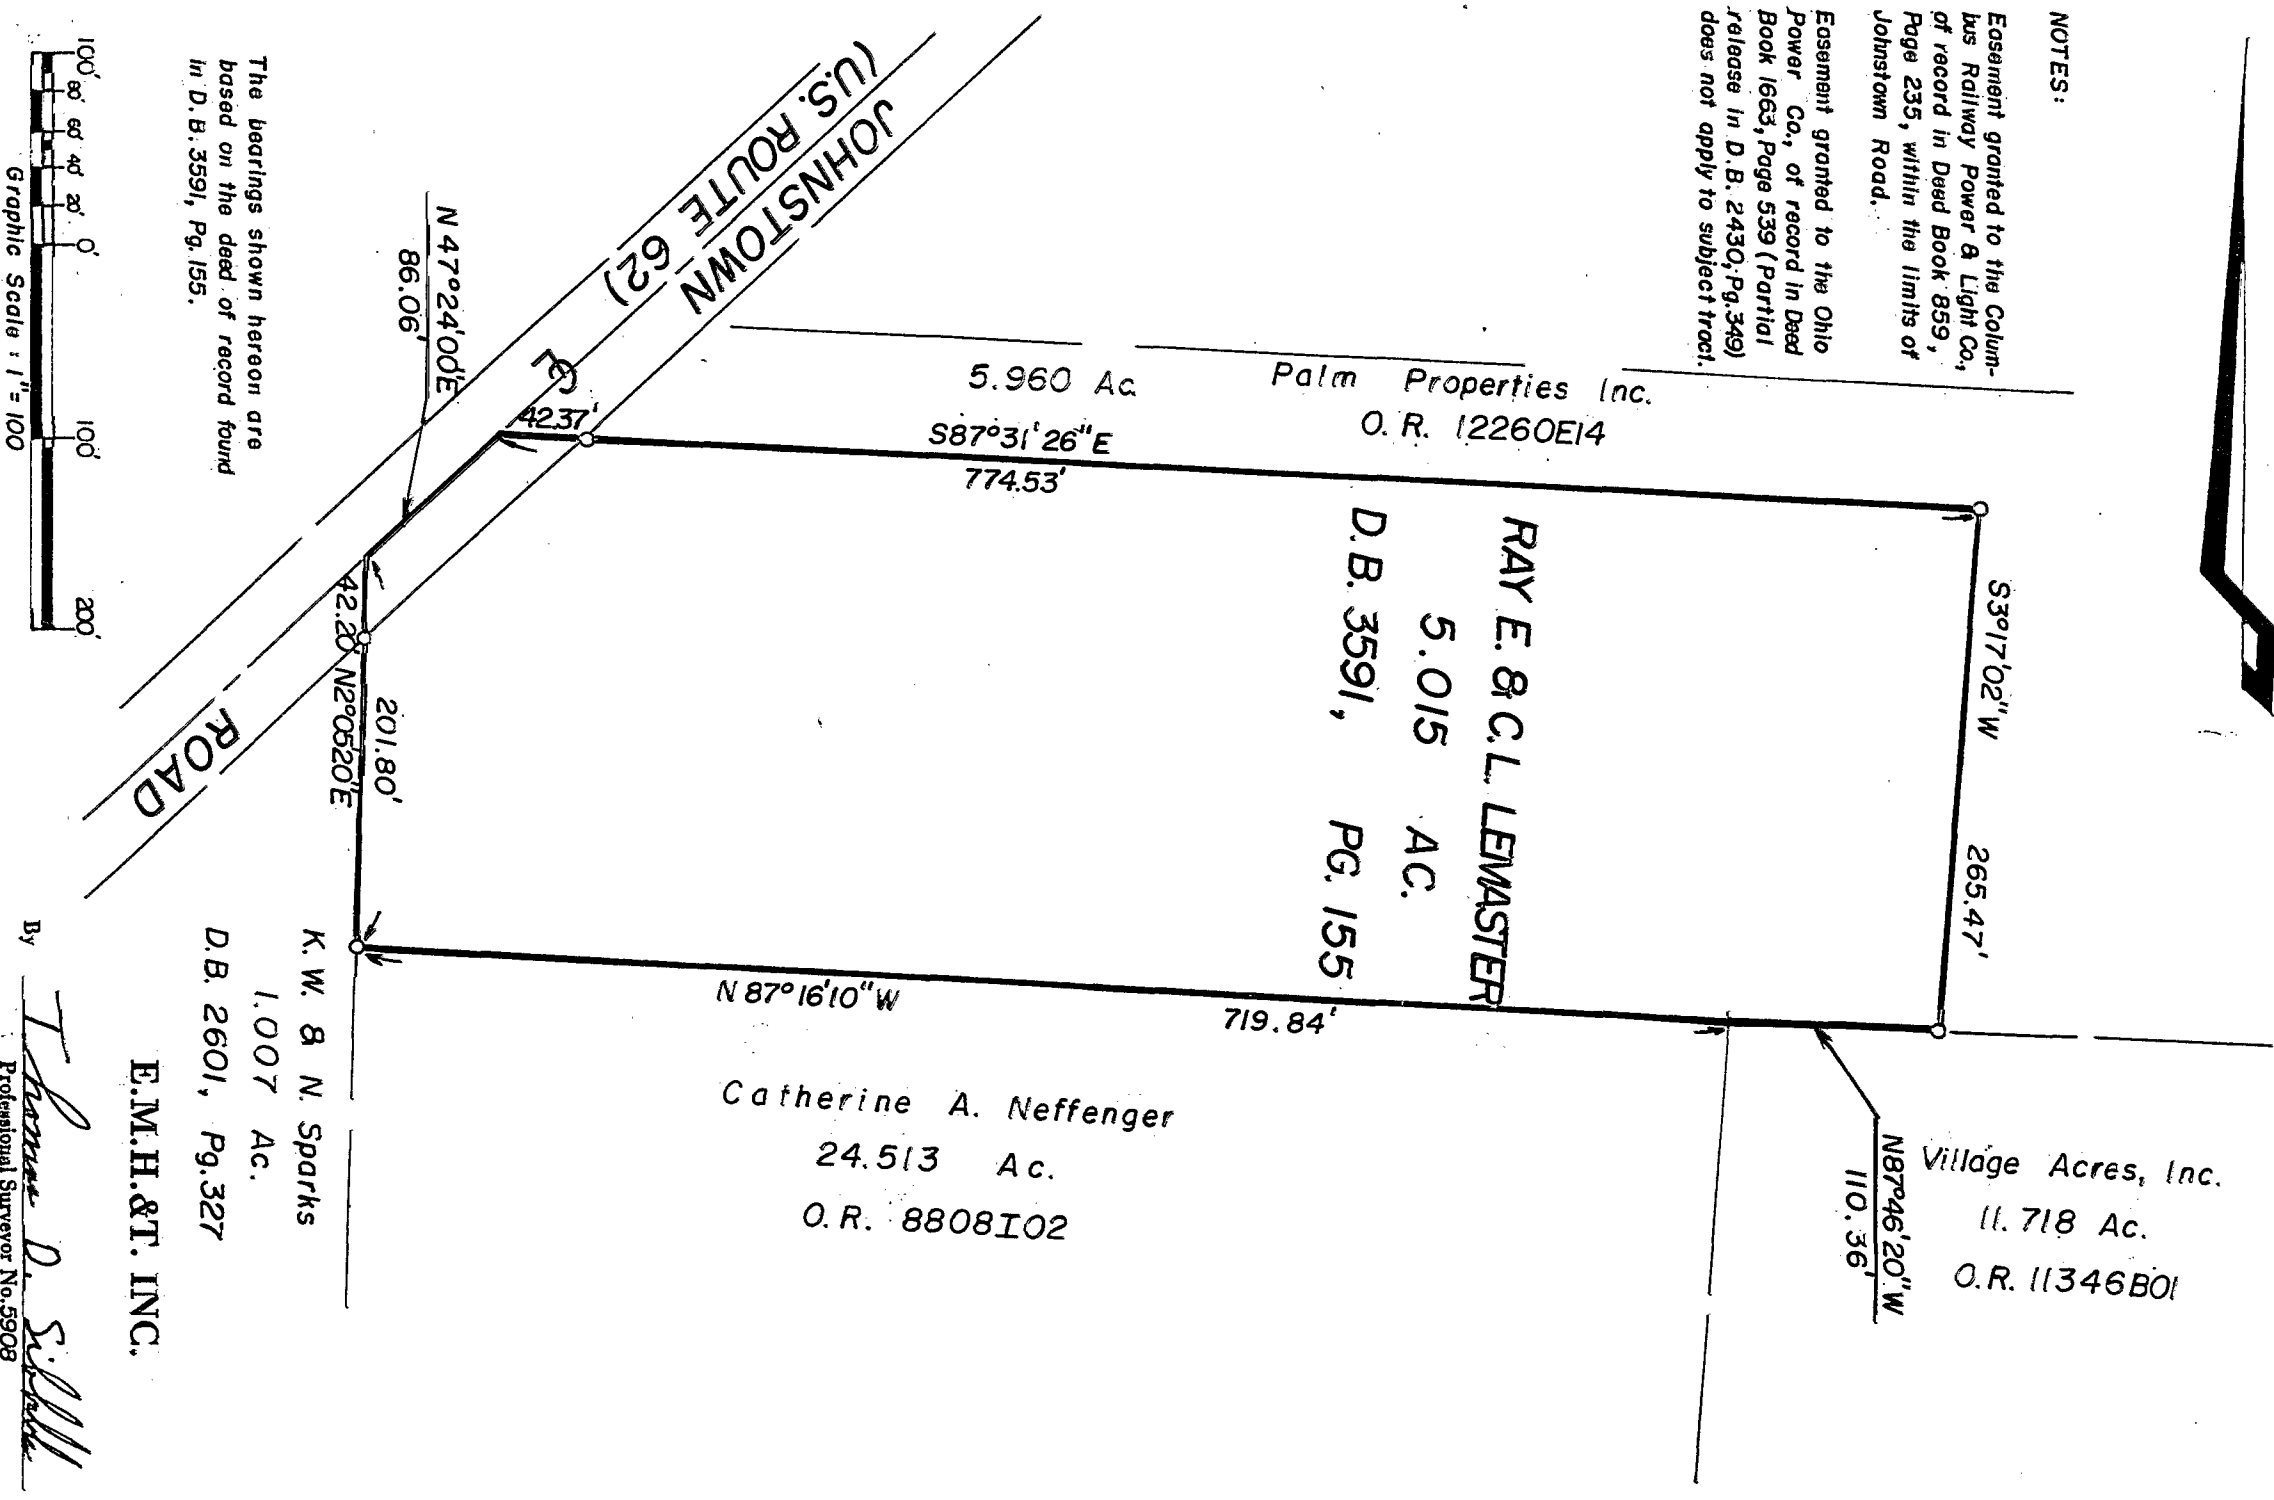 NOTES:
Easement granted to the Colum-
bus Railway Power & Light Co.,
of record in Deed Book 859,
Page 235, within the limits of
Johnstown Road.
Easement granted to the Ohio
Power Co., of record in Deed
Book 1663, Page 539 (Partial
release in D.B. 2430, Pg. 349)
does not apply to subject tract.
(U.S. ROUTE 62)
JOHNSTOWN
ROAD
N 47°24'00"E
86.06'
42.37'
5.960 Ac.
Palm Properties Inc.
O.R. 12260E14
S87°31'26"E
774.53'
S3°17'02"W
265.47'
RAY E. & C.L. LEMASTER
5.015 AC.
D.B. 3591, PG. 155
42.20'
N2°05'20"E
201.80'
N87°16'10"W
719.84'
N87°46'20"W
110.36'
Village Acres, Inc.
11.718 Ac.
O.R. 11346B01
Catherine A. Neffenger
24.513 Ac.
O.R. 8808I02
K.W. & N. Sparks
1.007 Ac.
D.B. 2601, Pg.327
The bearings shown hereon are
based on the deed of record found
in D.B. 3591, Pg. 155.
100' 80' 60' 40' 20' 0' 100' 200'
Graphic Scale : 1"= 100
E.M.H.&T. INC.
By Thomas D. Sibbalds
Professional Surveyor No.5908